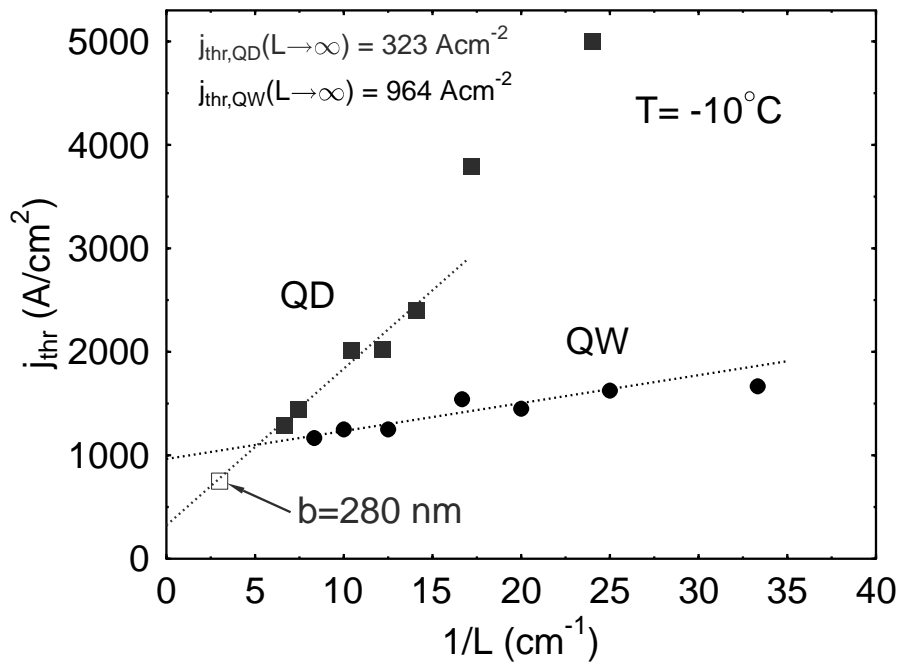 j_thr,QD(L→∞) = 323 Acm^-2
j_thr,QW(L→∞) = 964 Acm^-2
T= -10°C
QD
QW
b=280 nm
j_thr (A/cm^2)
5000
4000
3000
2000
1000
0
0 5 10 15 20 25 30 35 40
1/L (cm^-1)